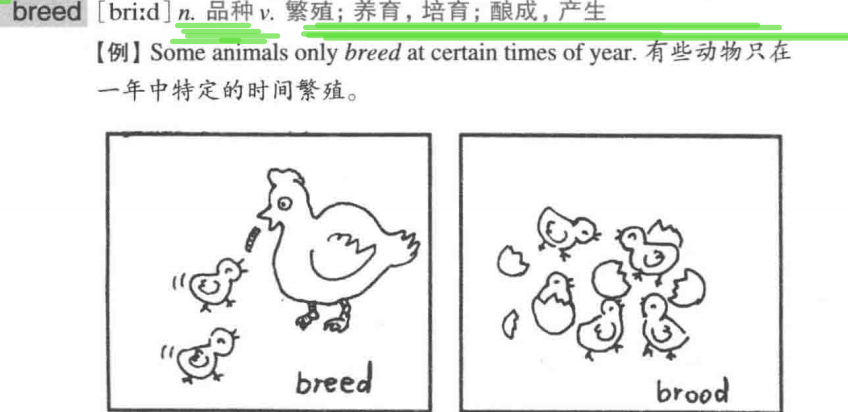 breed [briːd] n. 品种 v. 繁殖；养育，培育；酿成，产生
【例】Some animals only breed at certain times of year. 有些动物只在
一年中特定的时间繁殖。
breed
brood